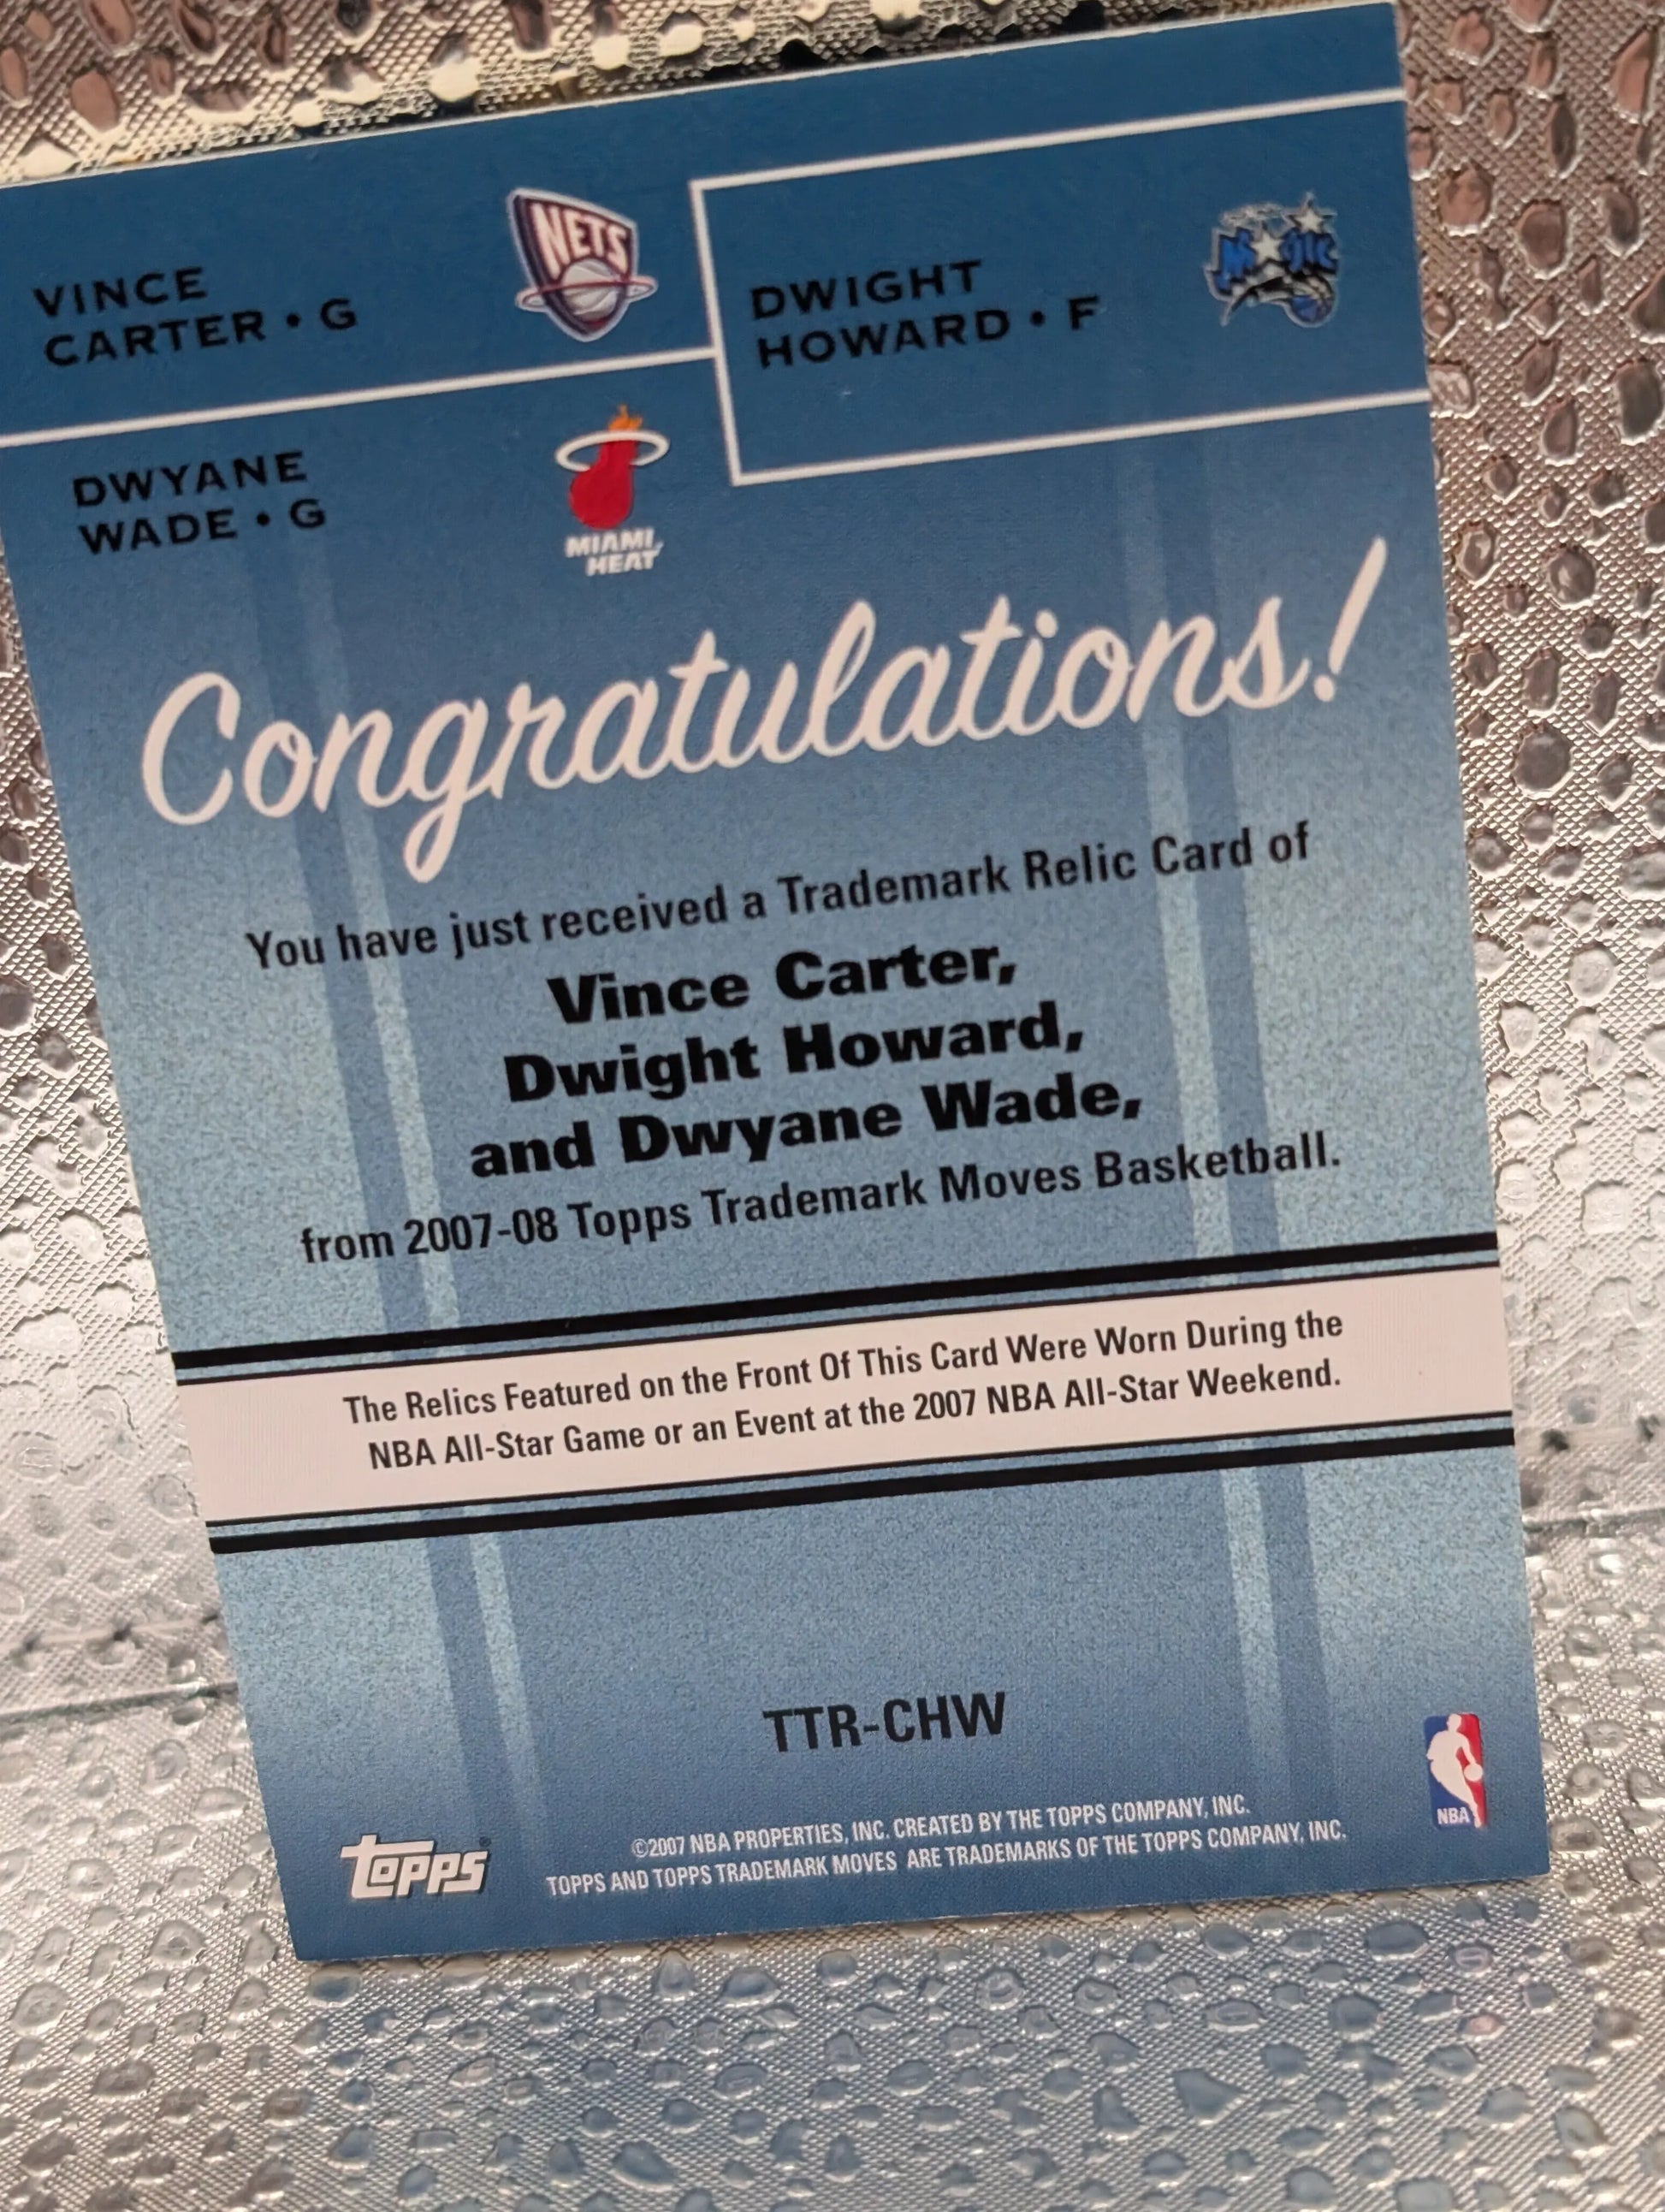 VINCE
CARTER • G
NETS
DWIGHT
HOWARD • F
MAGIC
DWYANE
WADE • G
MIAMI
HEAT
Congratulations!
You have just received a Trademark Relic Card of
Vince Carter,
Dwight Howard,
and Dwyane Wade,
from 2007-08 Topps Trademark Moves Basketball.
The Relics Featured on the Front Of This Card Were Worn During the
NBA All-Star Game or an Event at the 2007 NBA All-Star Weekend.
TTR-CHW
NBA
TOPPS®
©2007 NBA PROPERTIES, INC. CREATED BY THE TOPPS COMPANY, INC.
TOPPS AND TOPPS TRADEMARK MOVES ARE TRADEMARKS OF THE TOPPS COMPANY, INC.